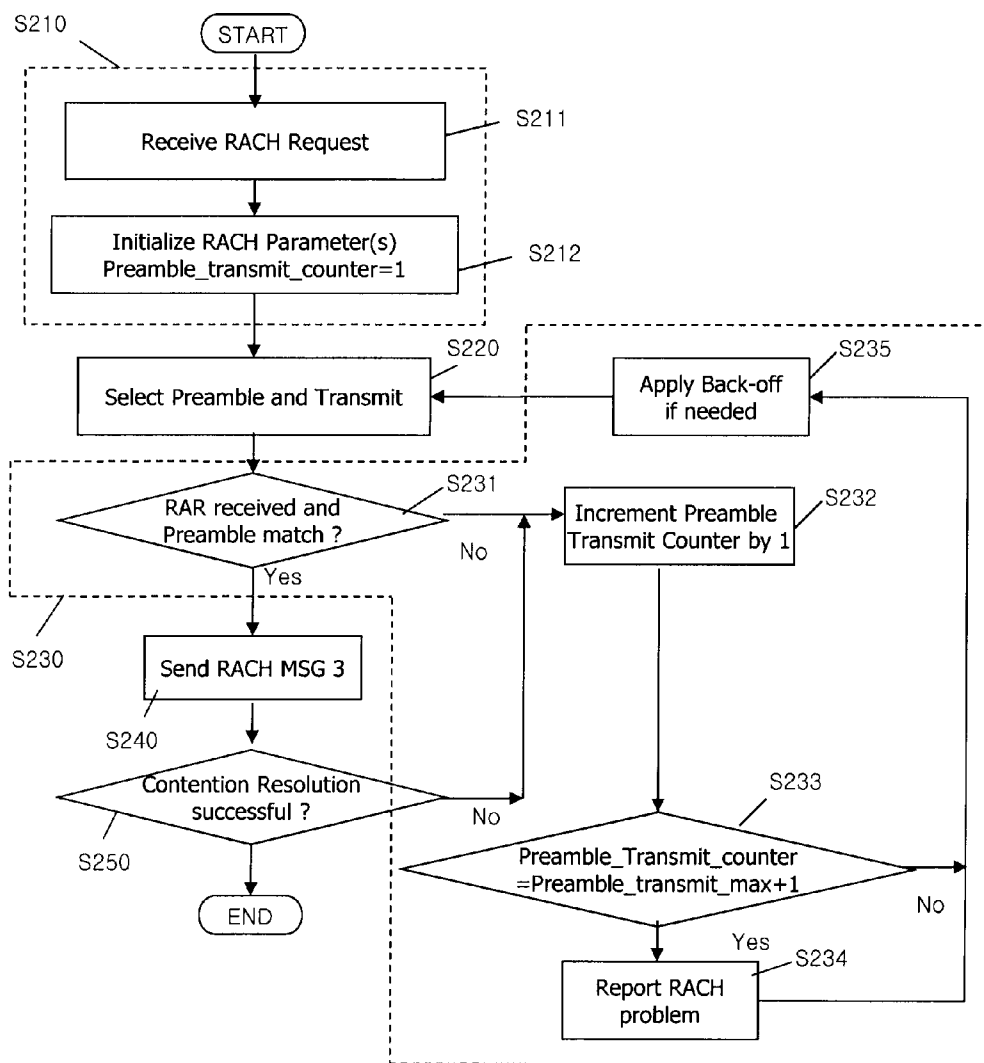 S210
START
Receive RACH Request
S211
Initialize RACH Parameter(s)
Preamble_transmit_counter=1
S212
S220
Select Preamble and Transmit
S235
Apply Back-off
if needed
S231
RAR received and
Preamble match ?
No
Yes
S232
Increment Preamble
Transmit Counter by 1
S230
Send RACH MSG 3
S240
Contention Resolution
successful ?
No
S250
END
S233
Preamble_Transmit_counter
=Preamble_transmit_max+1
No
Yes
S234
Report RACH
problem